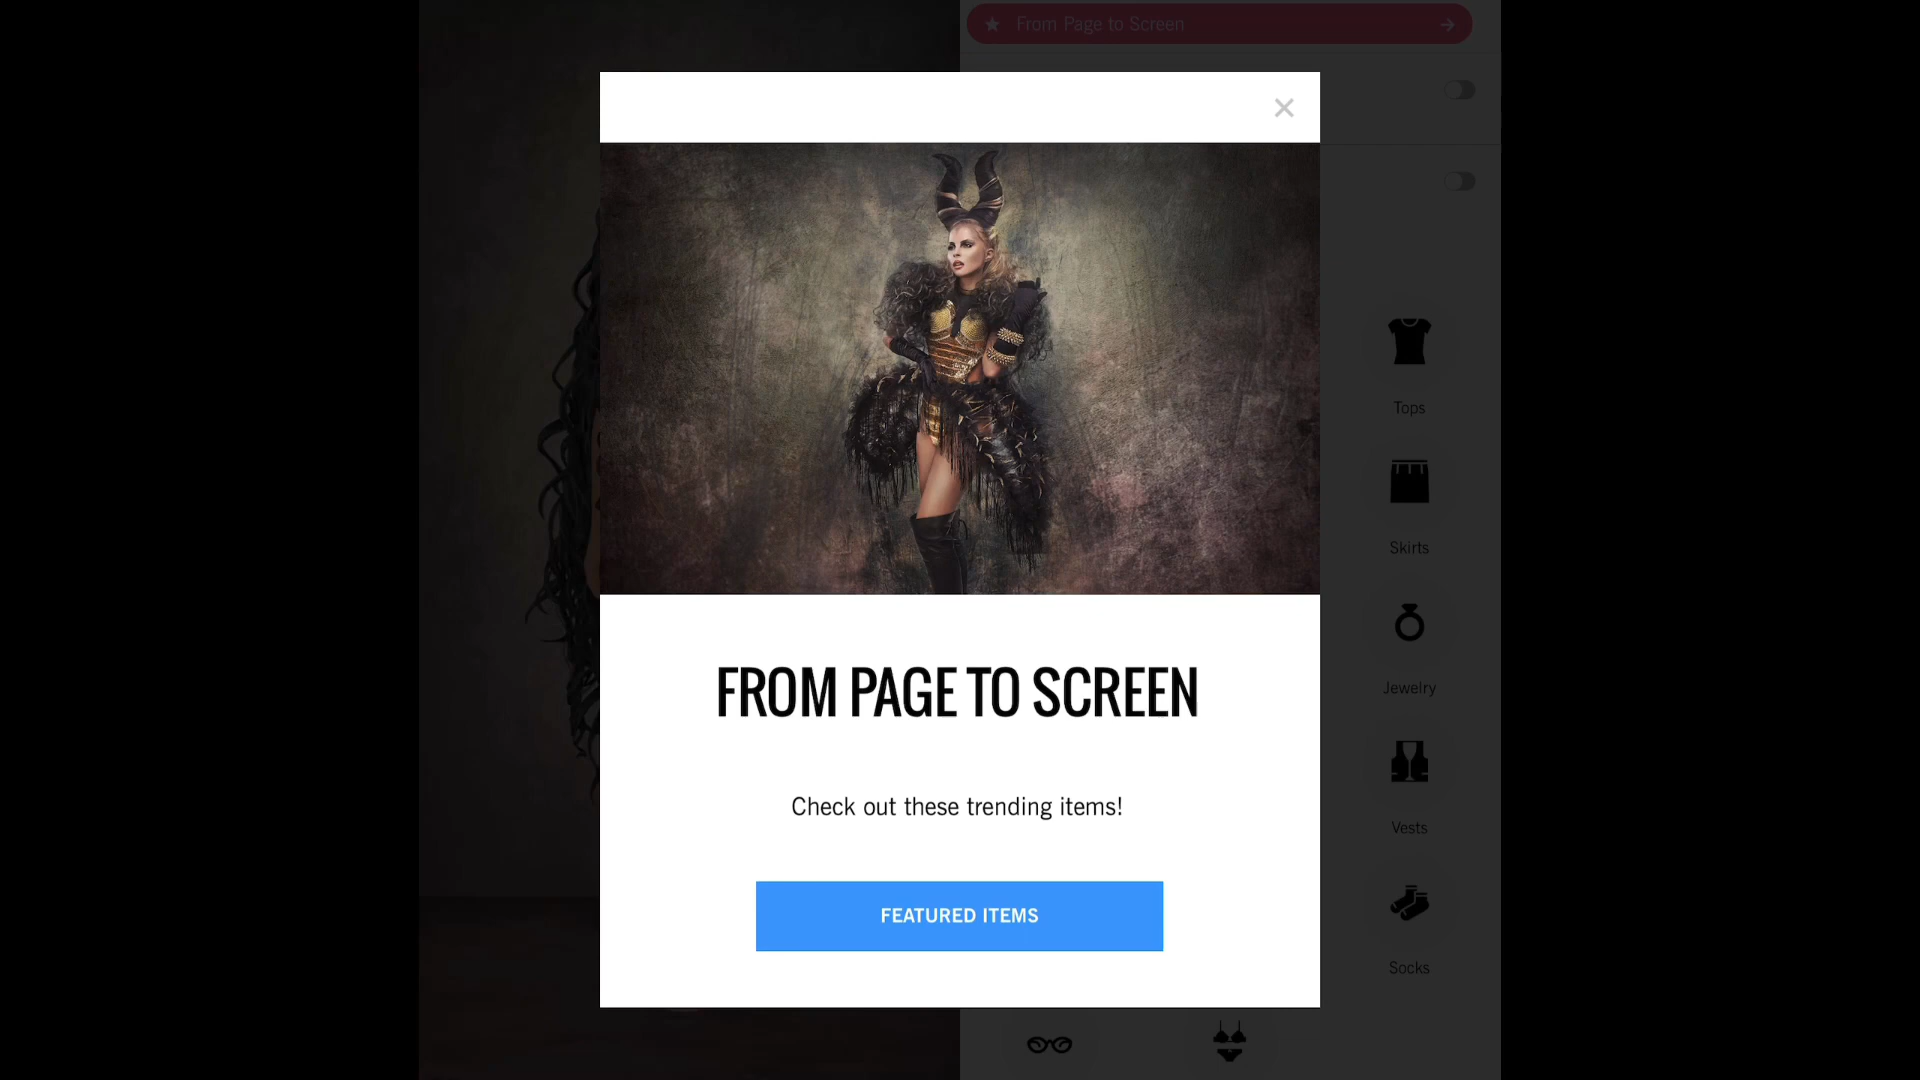 From Page to Screen
FROM PAGE TO SCREEN
Check out these trending items!
FEATURED ITEMS
Tops
Skirts
Jewelry
Vests
Socks